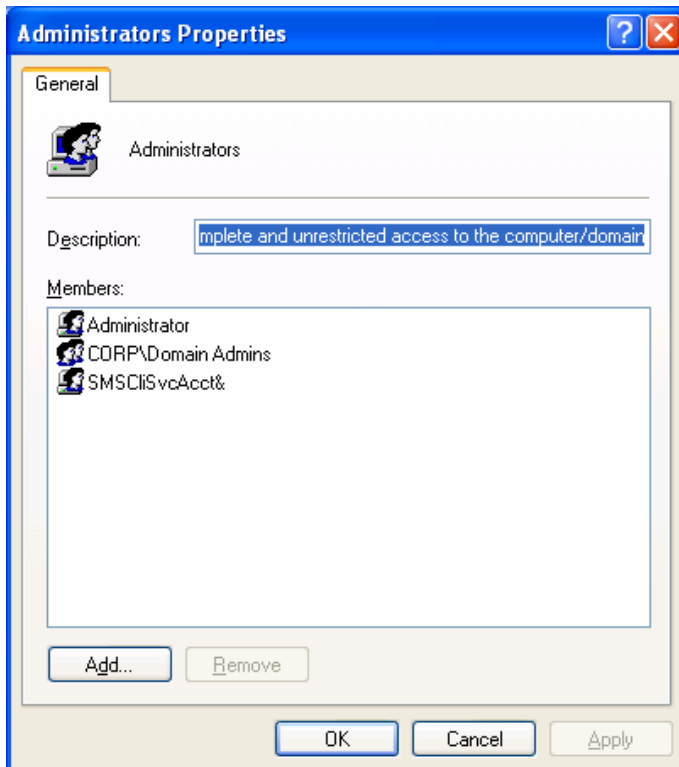 Administrators Properties
General
Administrators
Description: mplete and unrestricted access to the computer/domain
Members:
Administrator
CORP\Domain Admins
SMSCliSvcAcct&
Add... Remove
OK Cancel Apply